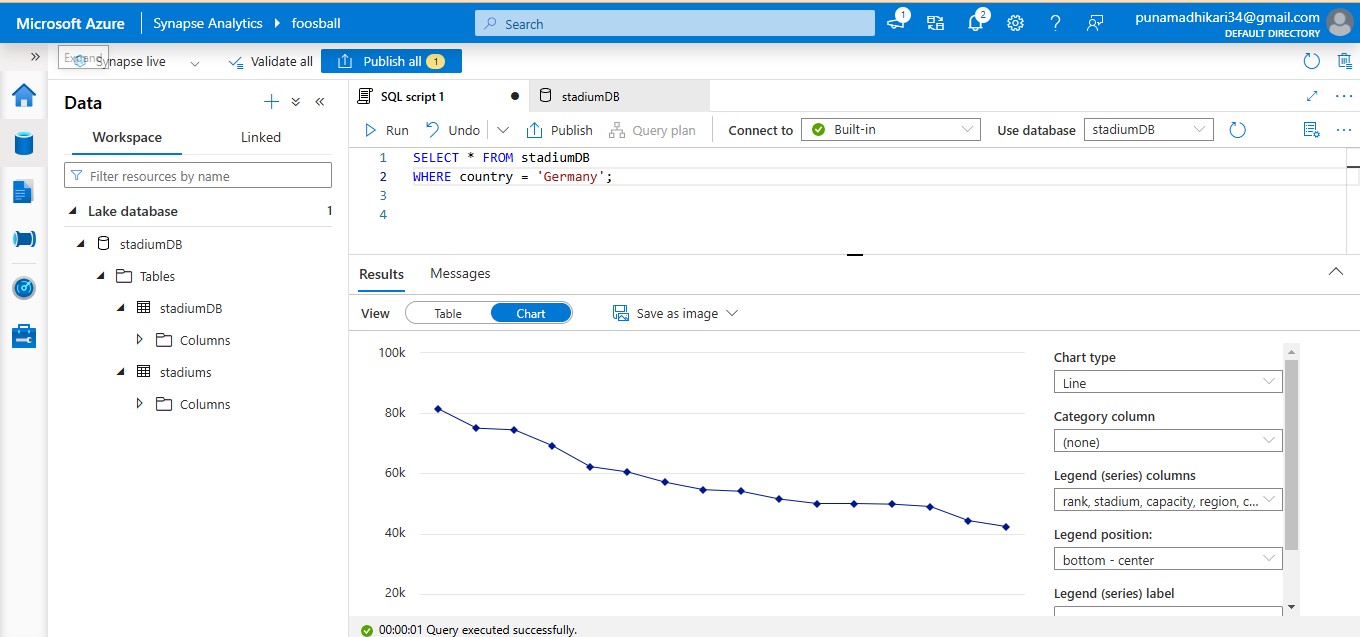 Microsoft Azure Synapse Analytics foosball Search 1 2 punamadhikari34@gmail.com
DEFAULT DIRECTORY
Expand Synapse live Validate all Publish all 1
Data
Workspace Linked
Filter resources by name
Lake database 1
stadiumDB
Tables
stadiumDB
Columns
stadiums
Columns
SQL script 1 stadiumDB
Run Undo Publish Query plan Connect to Built-in Use database stadiumDB
1 SELECT * FROM stadiumDB
2 WHERE country = 'Germany';
3
4
Results Messages
View Table Chart Save as image
100k
80k
60k
40k
20k
Chart type
Line
Category column
(none)
Legend (series) columns
rank, stadium, capacity, region, c...
Legend position:
bottom - center
Legend (series) label
00:00:01 Query executed successfully.